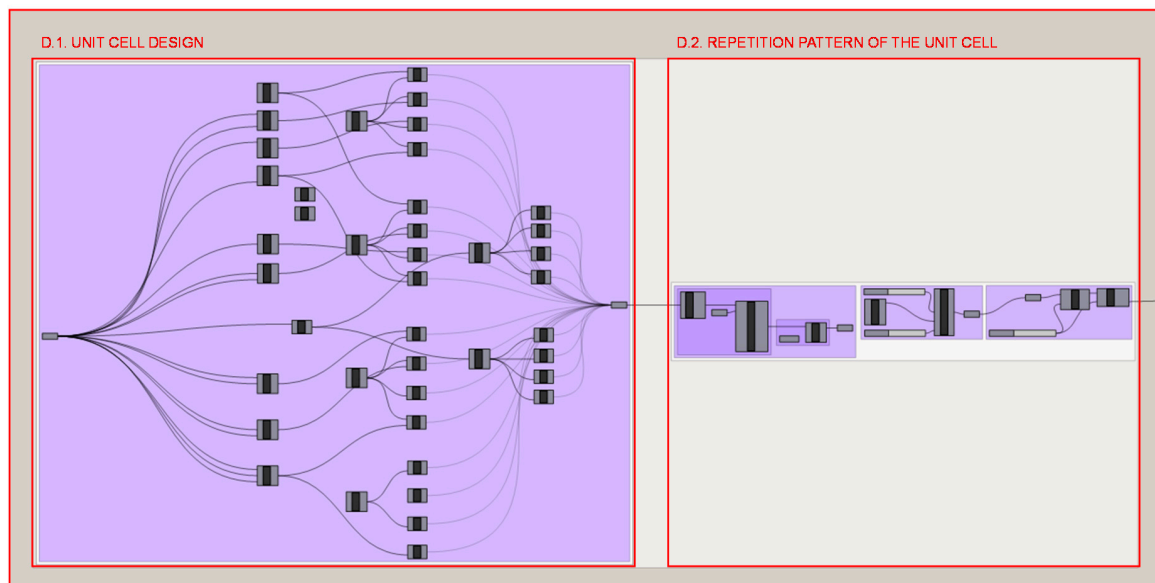 D.1. UNIT CELL DESIGN
D.2. REPETITION PATTERN OF THE UNIT CELL